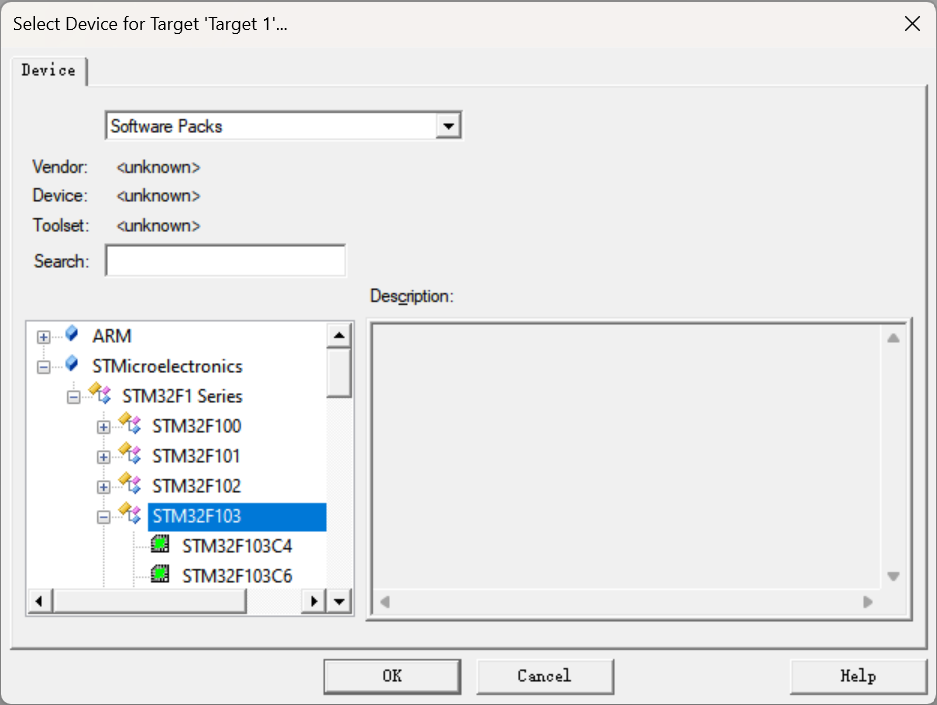 Select Device for Target 'Target 1'...
Device
Software Packs
Vendor: <unknown>
Device: <unknown>
Toolset: <unknown>
Search:
Description:
ARM
STMicroelectronics
STM32F1 Series
STM32F100
STM32F101
STM32F102
STM32F103
STM32F103C4
STM32F103C6
OK Cancel Help